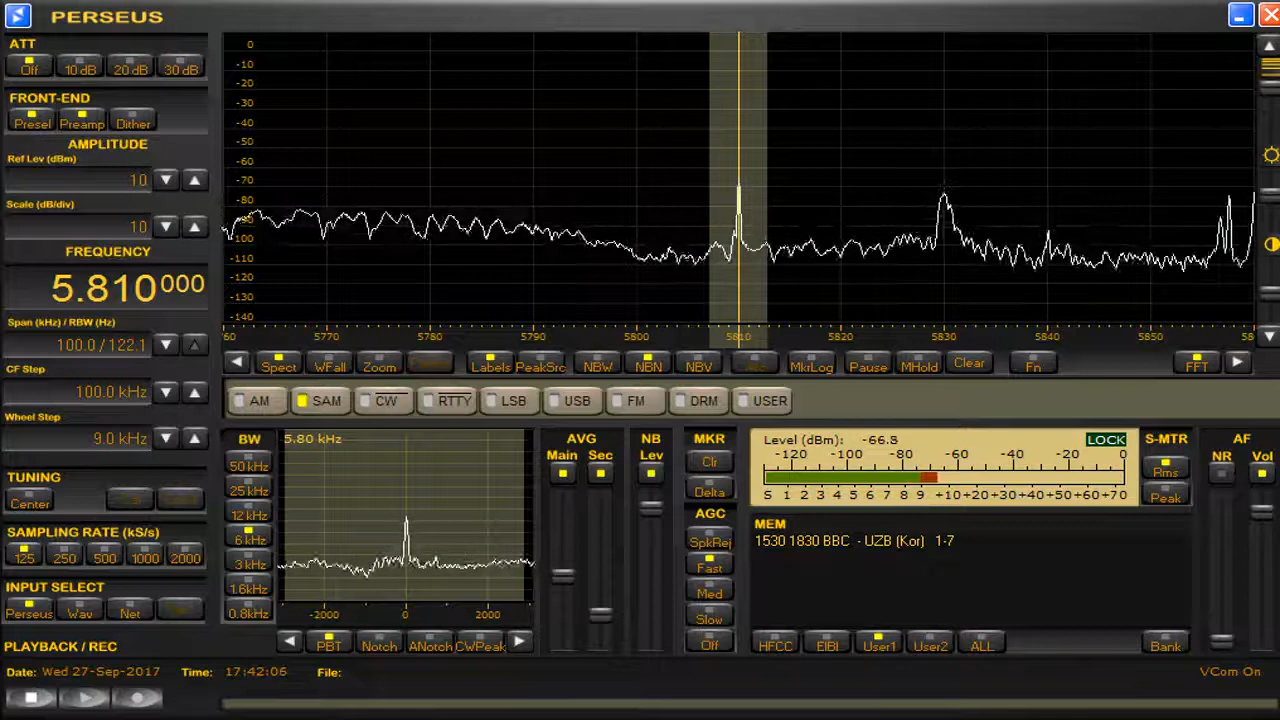 PERSEUS
ATT
Off 10 dB 20 dB 30 dB
FRONT-END
Presel Preamp Dither
AMPLITUDE
Ref Lev (dBm)
10
Scale (dB/div)
10
FREQUENCY
5.810000
Span (kHz) / RBW (Hz)
100.0 / 122.1
CF Step
100.0 kHz
Wheel Step
9.0 kHz
TUNING
Center
SAMPLING RATE (kS/s)
125 250 500 1000 2000
INPUT SELECT
Perseus Wav Net
PLAYBACK / REC
0
-10
-20
-30
-40
-50
-60
-70
-80
-90
-100
-110
-120
-130
-140
60 5770 5780 5790 5800 5810 5820 5830 5840 5850
Spect WFall Zoom Labels PeakSrc NBW NBN NBV MkrLog Pause MHold Clear Fn FFT
AM SAM CW RTTY LSB USB FM DRM USER
BW
50 kHz
25 kHz
12 kHz
6 kHz
3 kHz
1.6kHz
0.8kHz
5.80 kHz
-2000 0 2000
PBT Notch ANotch CWPeak
AVG
Main Sec
NB
Lev
MKR
Clr
Delta
AGC
SpkRej
Fast
Med
Slow
Off
Level (dBm): -66.8 LOCK
-120 -100 -80 -60 -40 -20 0
S 1 2 3 4 5 6 7 8 9 +10+20+30+40+50+60+70
S-MTR
Rms
Peak
AF
NR Vol
MEM
1530 1830 BBC - UZB (Kor) 1-7
HFCC EIBI User1 User2 ALL Bank
Date: Wed 27-Sep-2017 Time: 17:42:05 File: VCom On